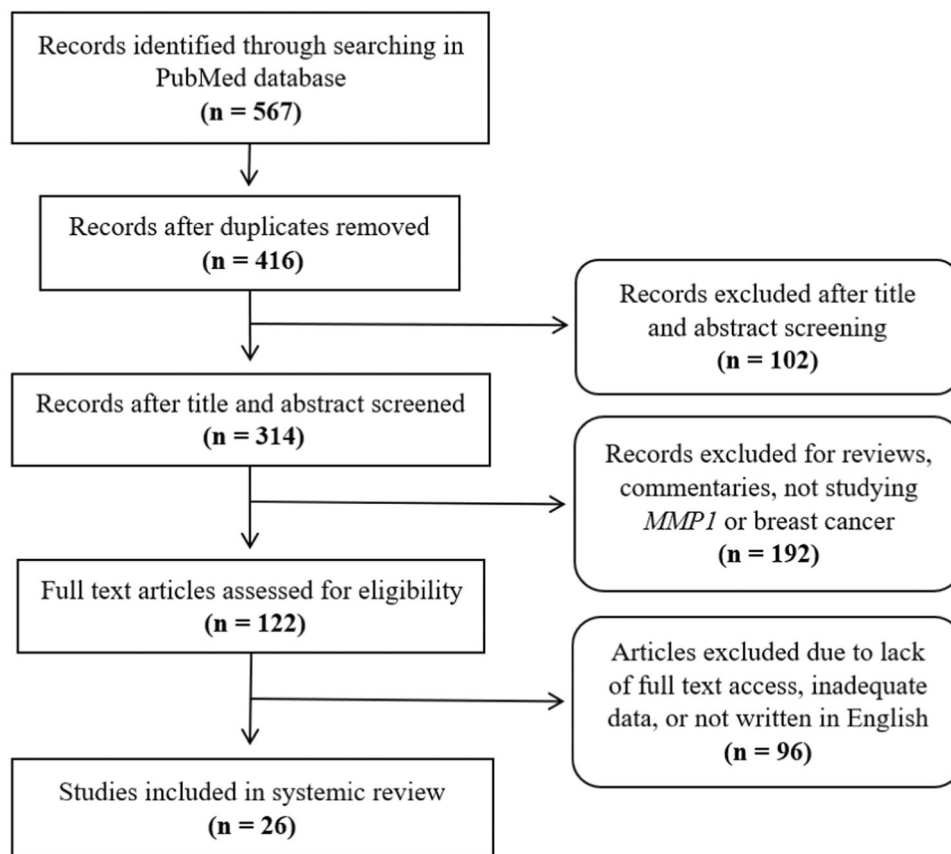 Records identified through searching in
PubMed database
(n = 567)
Records after duplicates removed
(n = 416)
Records excluded after title
and abstract screening
(n = 102)
Records after title and abstract screened
(n = 314)
Records excluded for reviews,
commentaries, not studying
MMP1 or breast cancer
(n = 192)
Full text articles assessed for eligibility
(n = 122)
Articles excluded due to lack
of full text access, inadequate
data, or not written in English
(n = 96)
Studies included in systemic review
(n = 26)